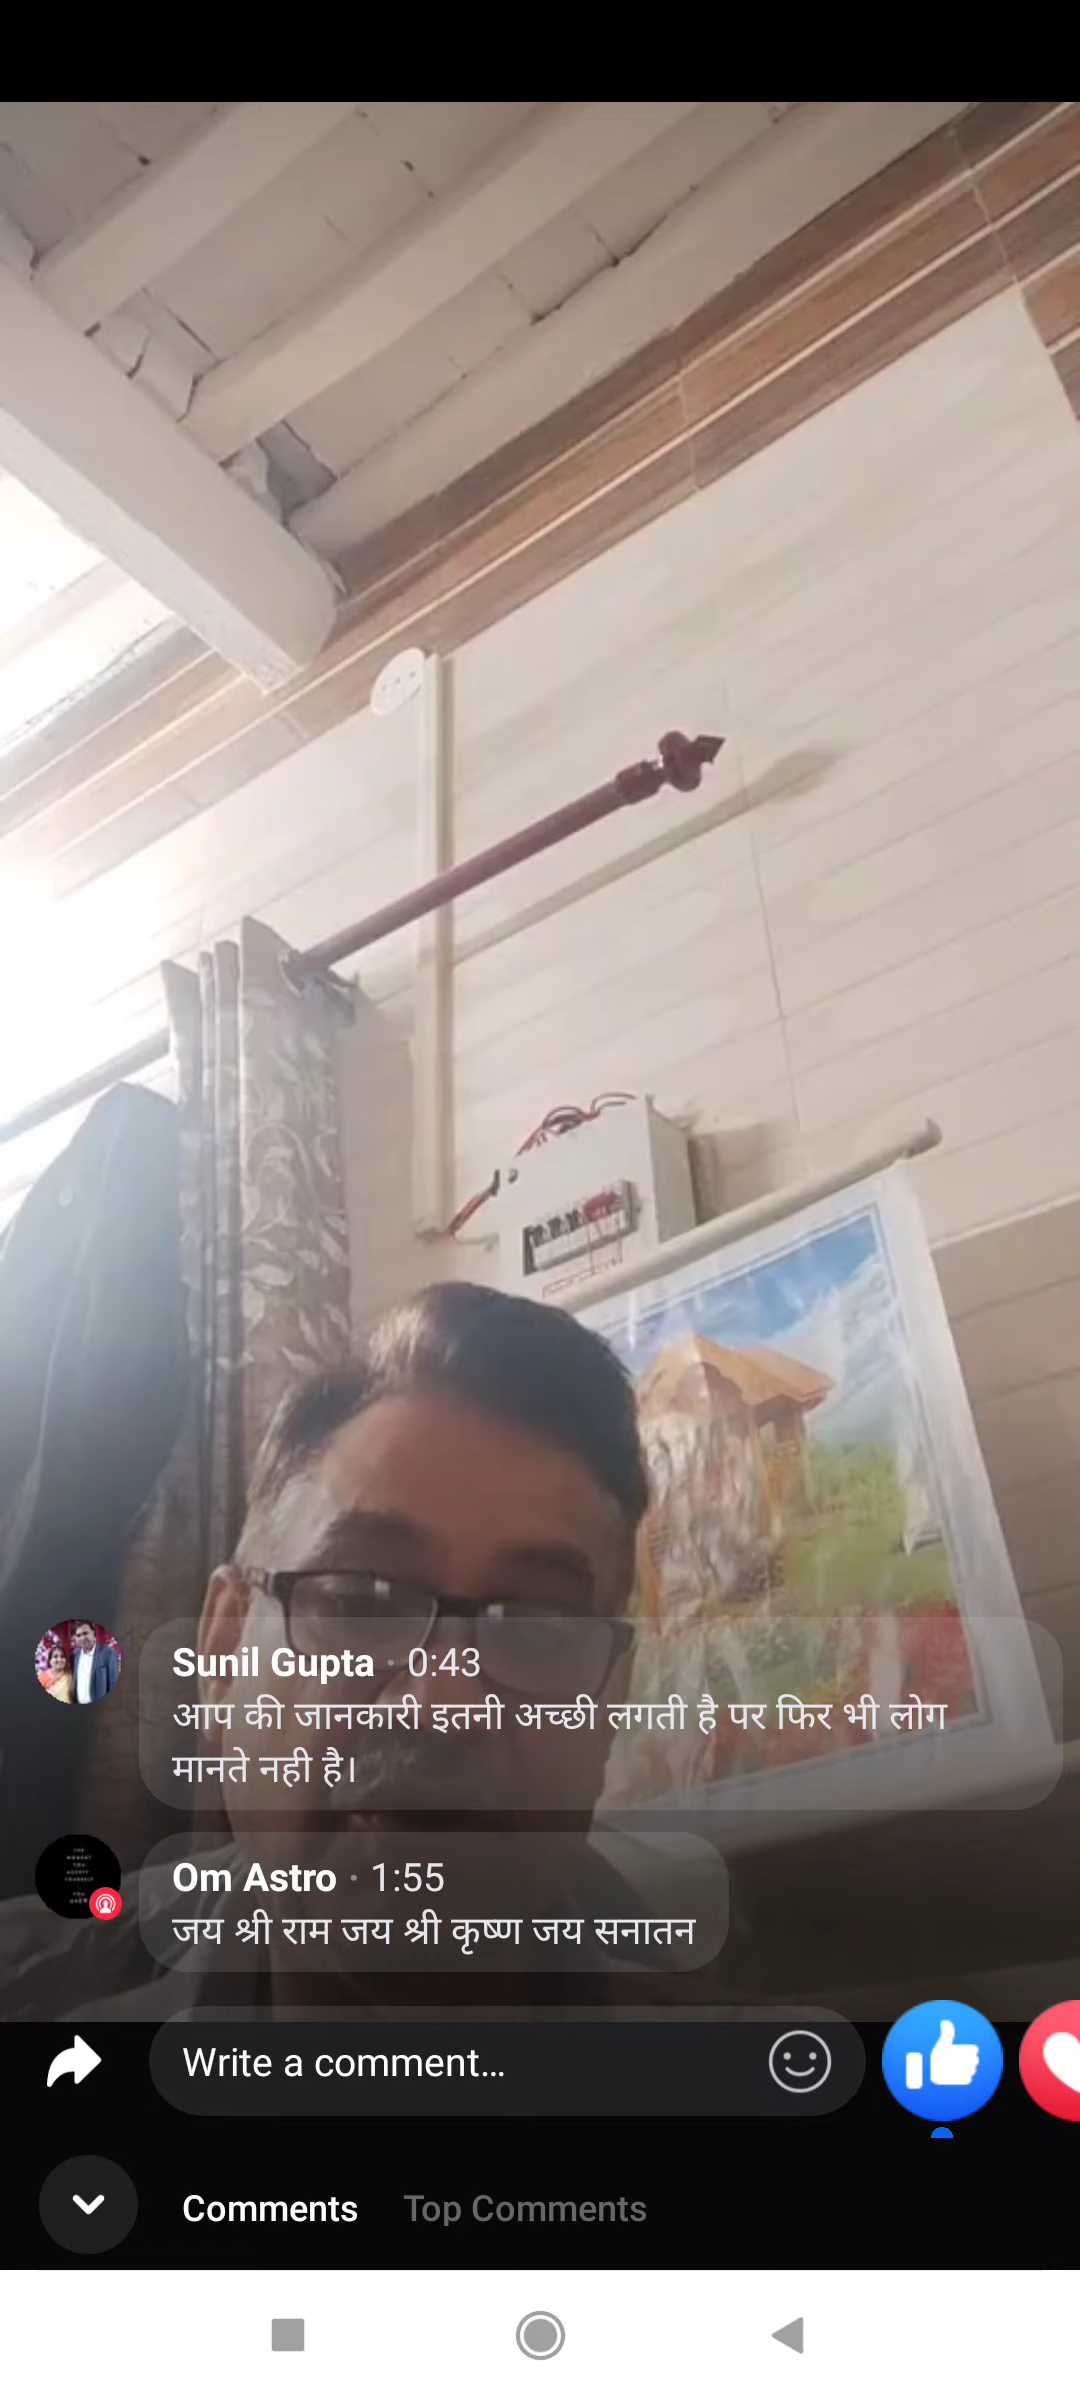 Sunil Gupta · 0:43
आप की जानकारी इतनी अच्छी लगती है पर फिर भी लोग
मानते नही है।
Om Astro · 1:55
जय श्री राम जय श्री कृष्ण जय सनातन
Write a comment...
Comments Top Comments